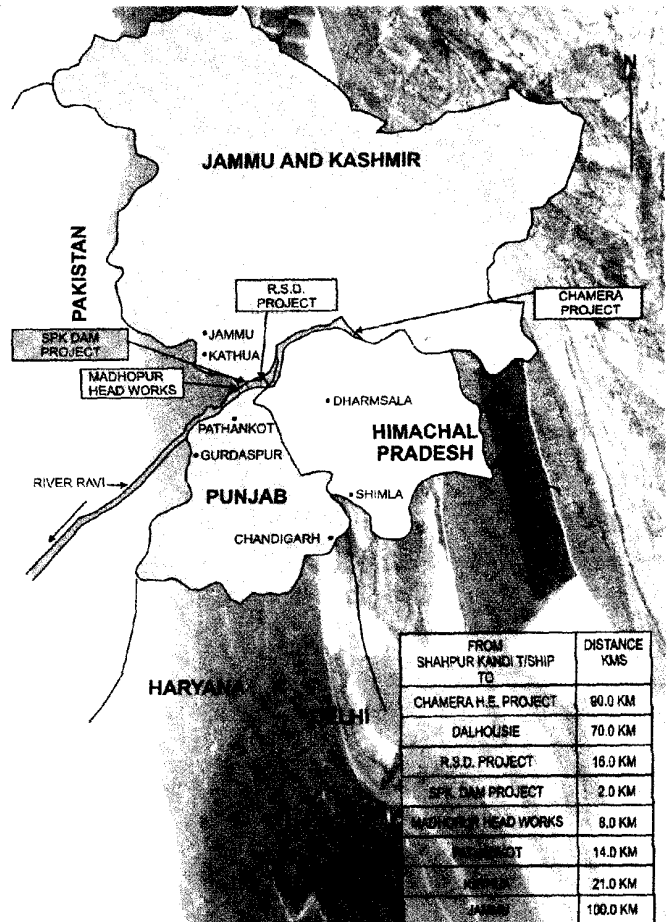 N
JAMMU AND KASHMIR
PAKISTAN
R.S.D.
PROJECT
CHAMERA
PROJECT
SPK DAM
PROJECT
JAMMU
KATHUA
MADHOPUR
HEAD WORKS
DHARMSALA
PATHANKOT
HIMACHAL
PRADESH
GURDASPUR
RIVER RAVI
PUNJAB
SHIMLA
CHANDIGARH
HARYANA
FROM
SHAHPUR KANDI T/SHIP
TO
DISTANCE
KMS
CHAMERA H.E. PROJECT 90.0 KM
DALHOUSIE 70.0 KM
R.S.D. PROJECT 16.0 KM
SPK DAM PROJECT 2.0 KM
MADHOPUR HEAD WORKS 8.0 KM
14.0 KM
21.0 KM
JAMMU 100.0 KM